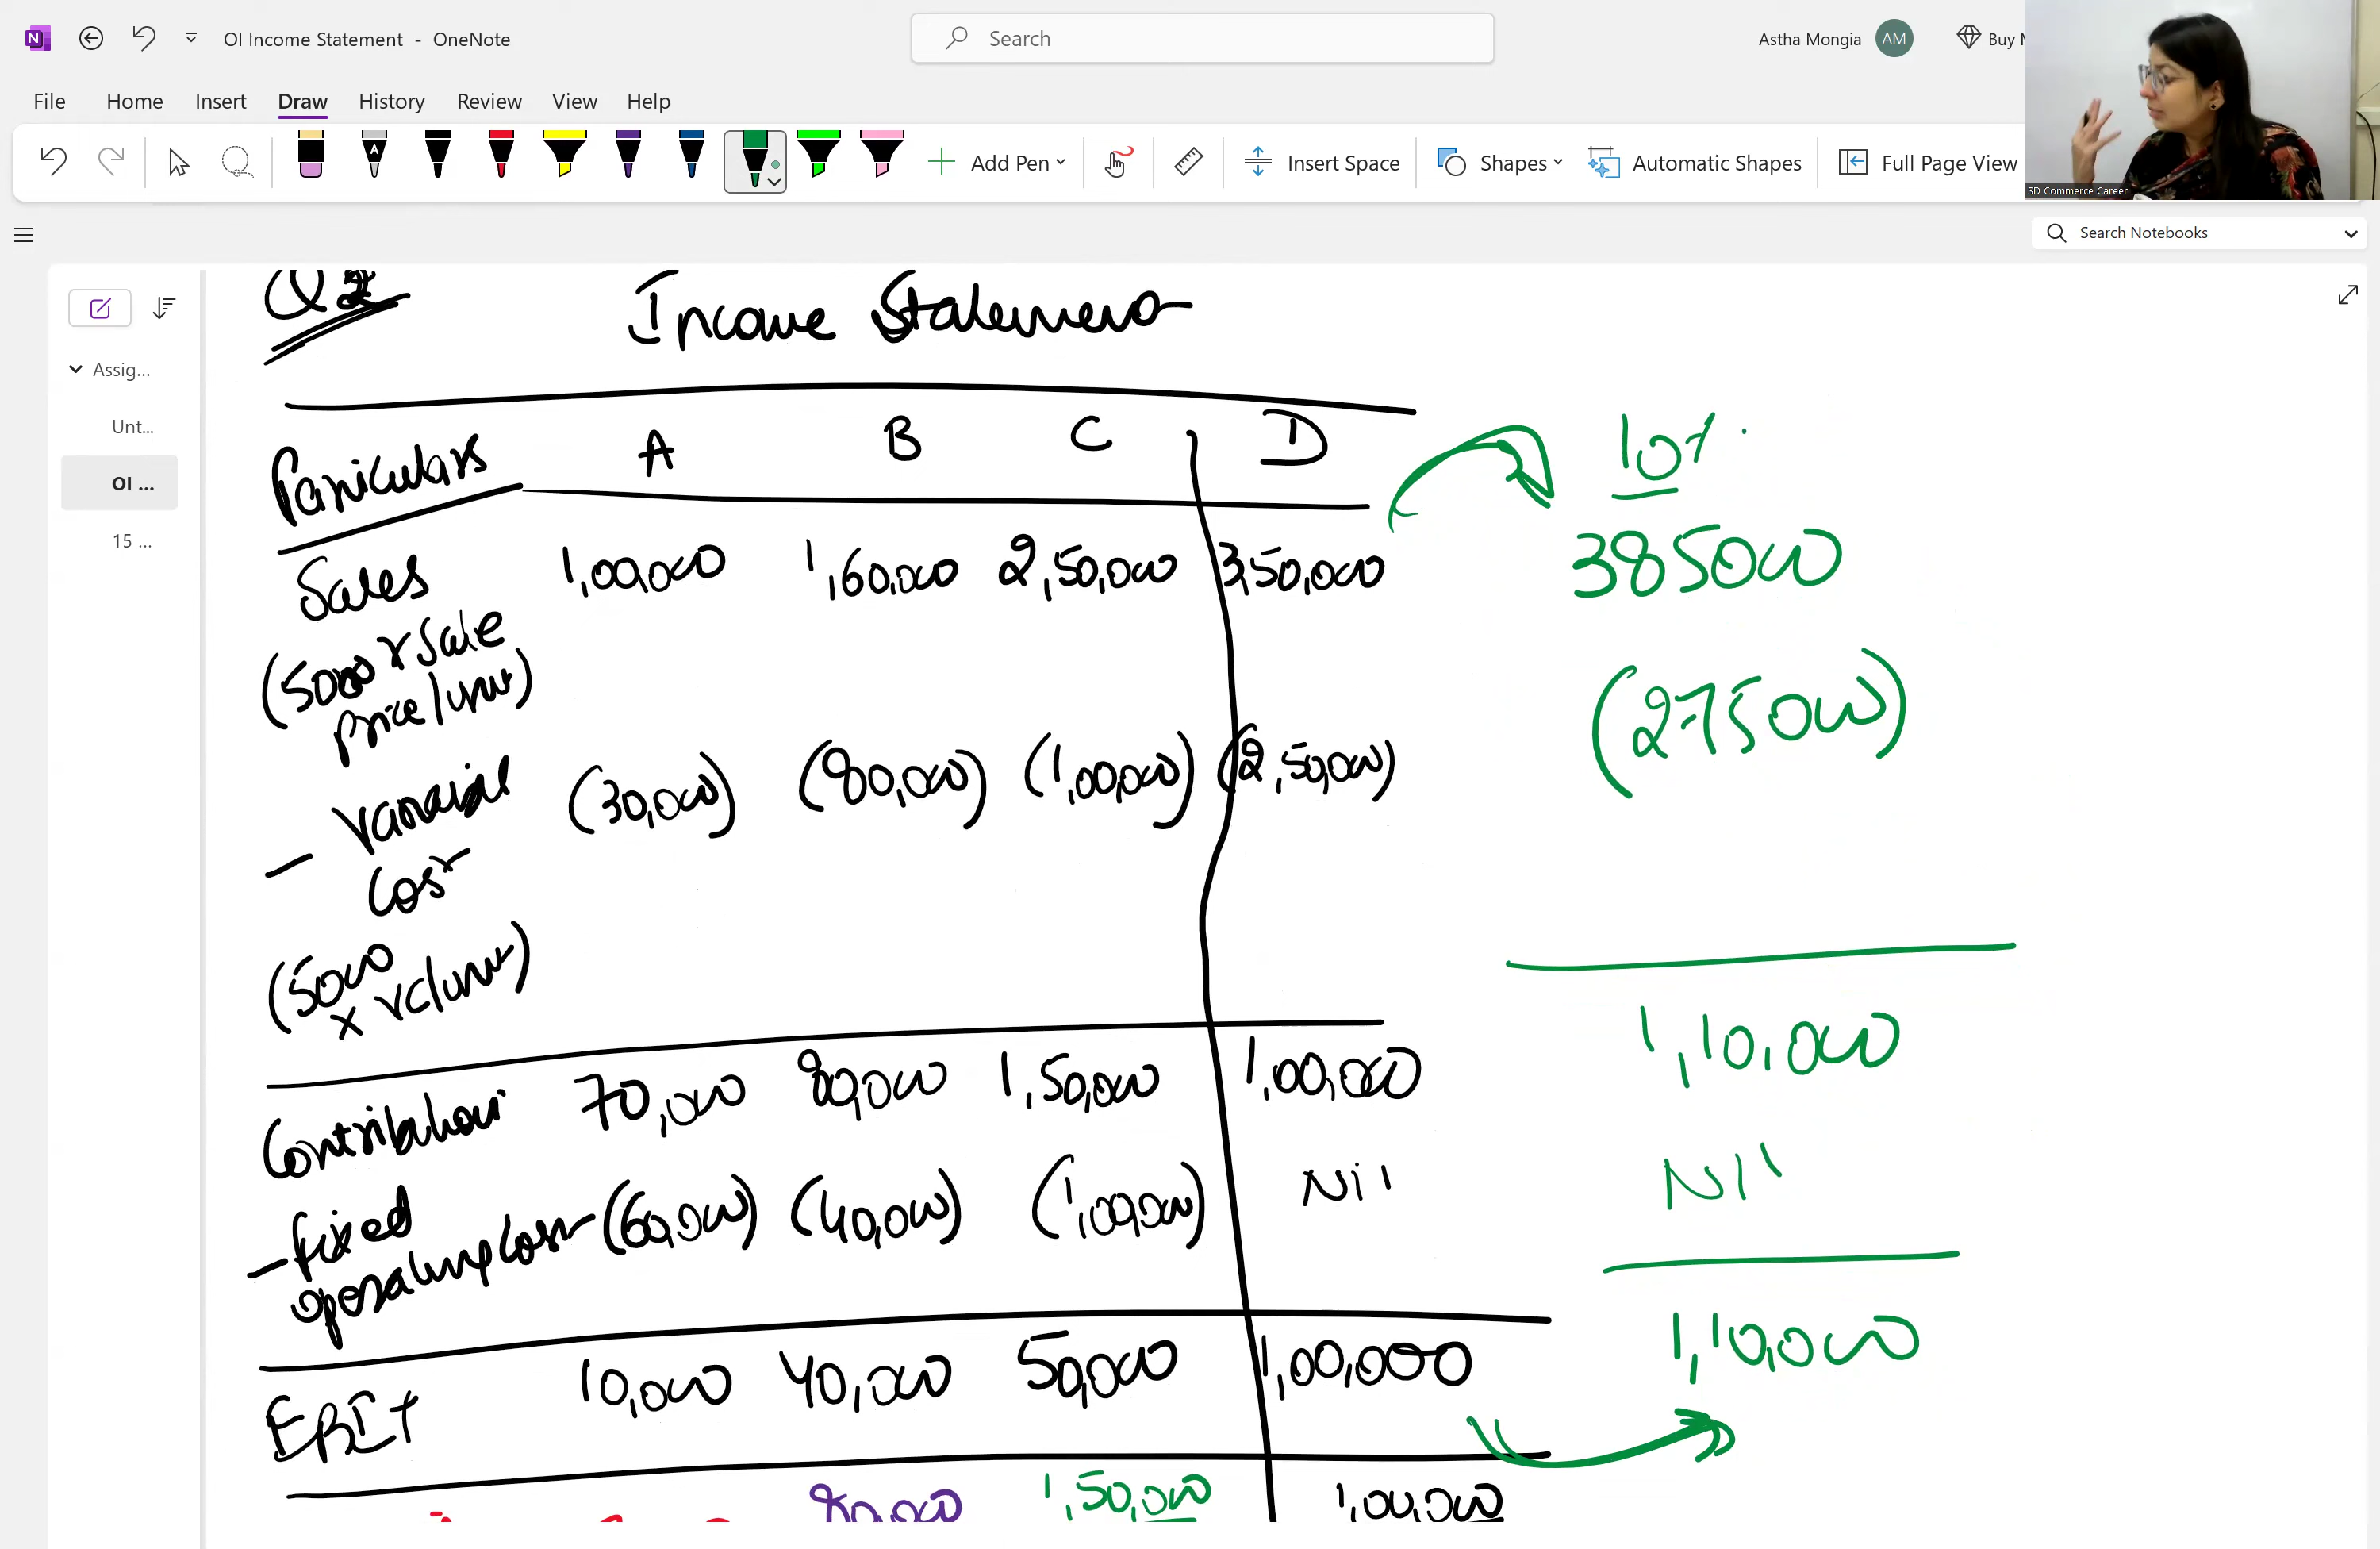 OI Income Statement - OneNote
Search
Astha Mongia AM
Buy
File Home Insert Draw History Review View Help
Add Pen Insert Space Shapes Automatic Shapes Full Page View
SD Commerce Career
Search Notebooks
Assig...
Unt...
OI ...
15 ...
Income Statement
Particulars A B C D
10%
Sales 1,00,000 1,60,000 2,50,000 3,50,000 385000
(5000 x Sale
price/unit)
- Variable (30,000) (80,000) (1,00,000) (2,50,000) (275000)
Cost
(5000
x VC/unit)
Contribution 70,000 80,000 1,50,000 1,00,000 1,10,000
- fixed (60,000) (40,000) (1,00,000) Nil Nil
operating cost
EBIT 10,000 40,000 50,000 1,00,000 1,10,000
80,000 1,50,000 1,00,000